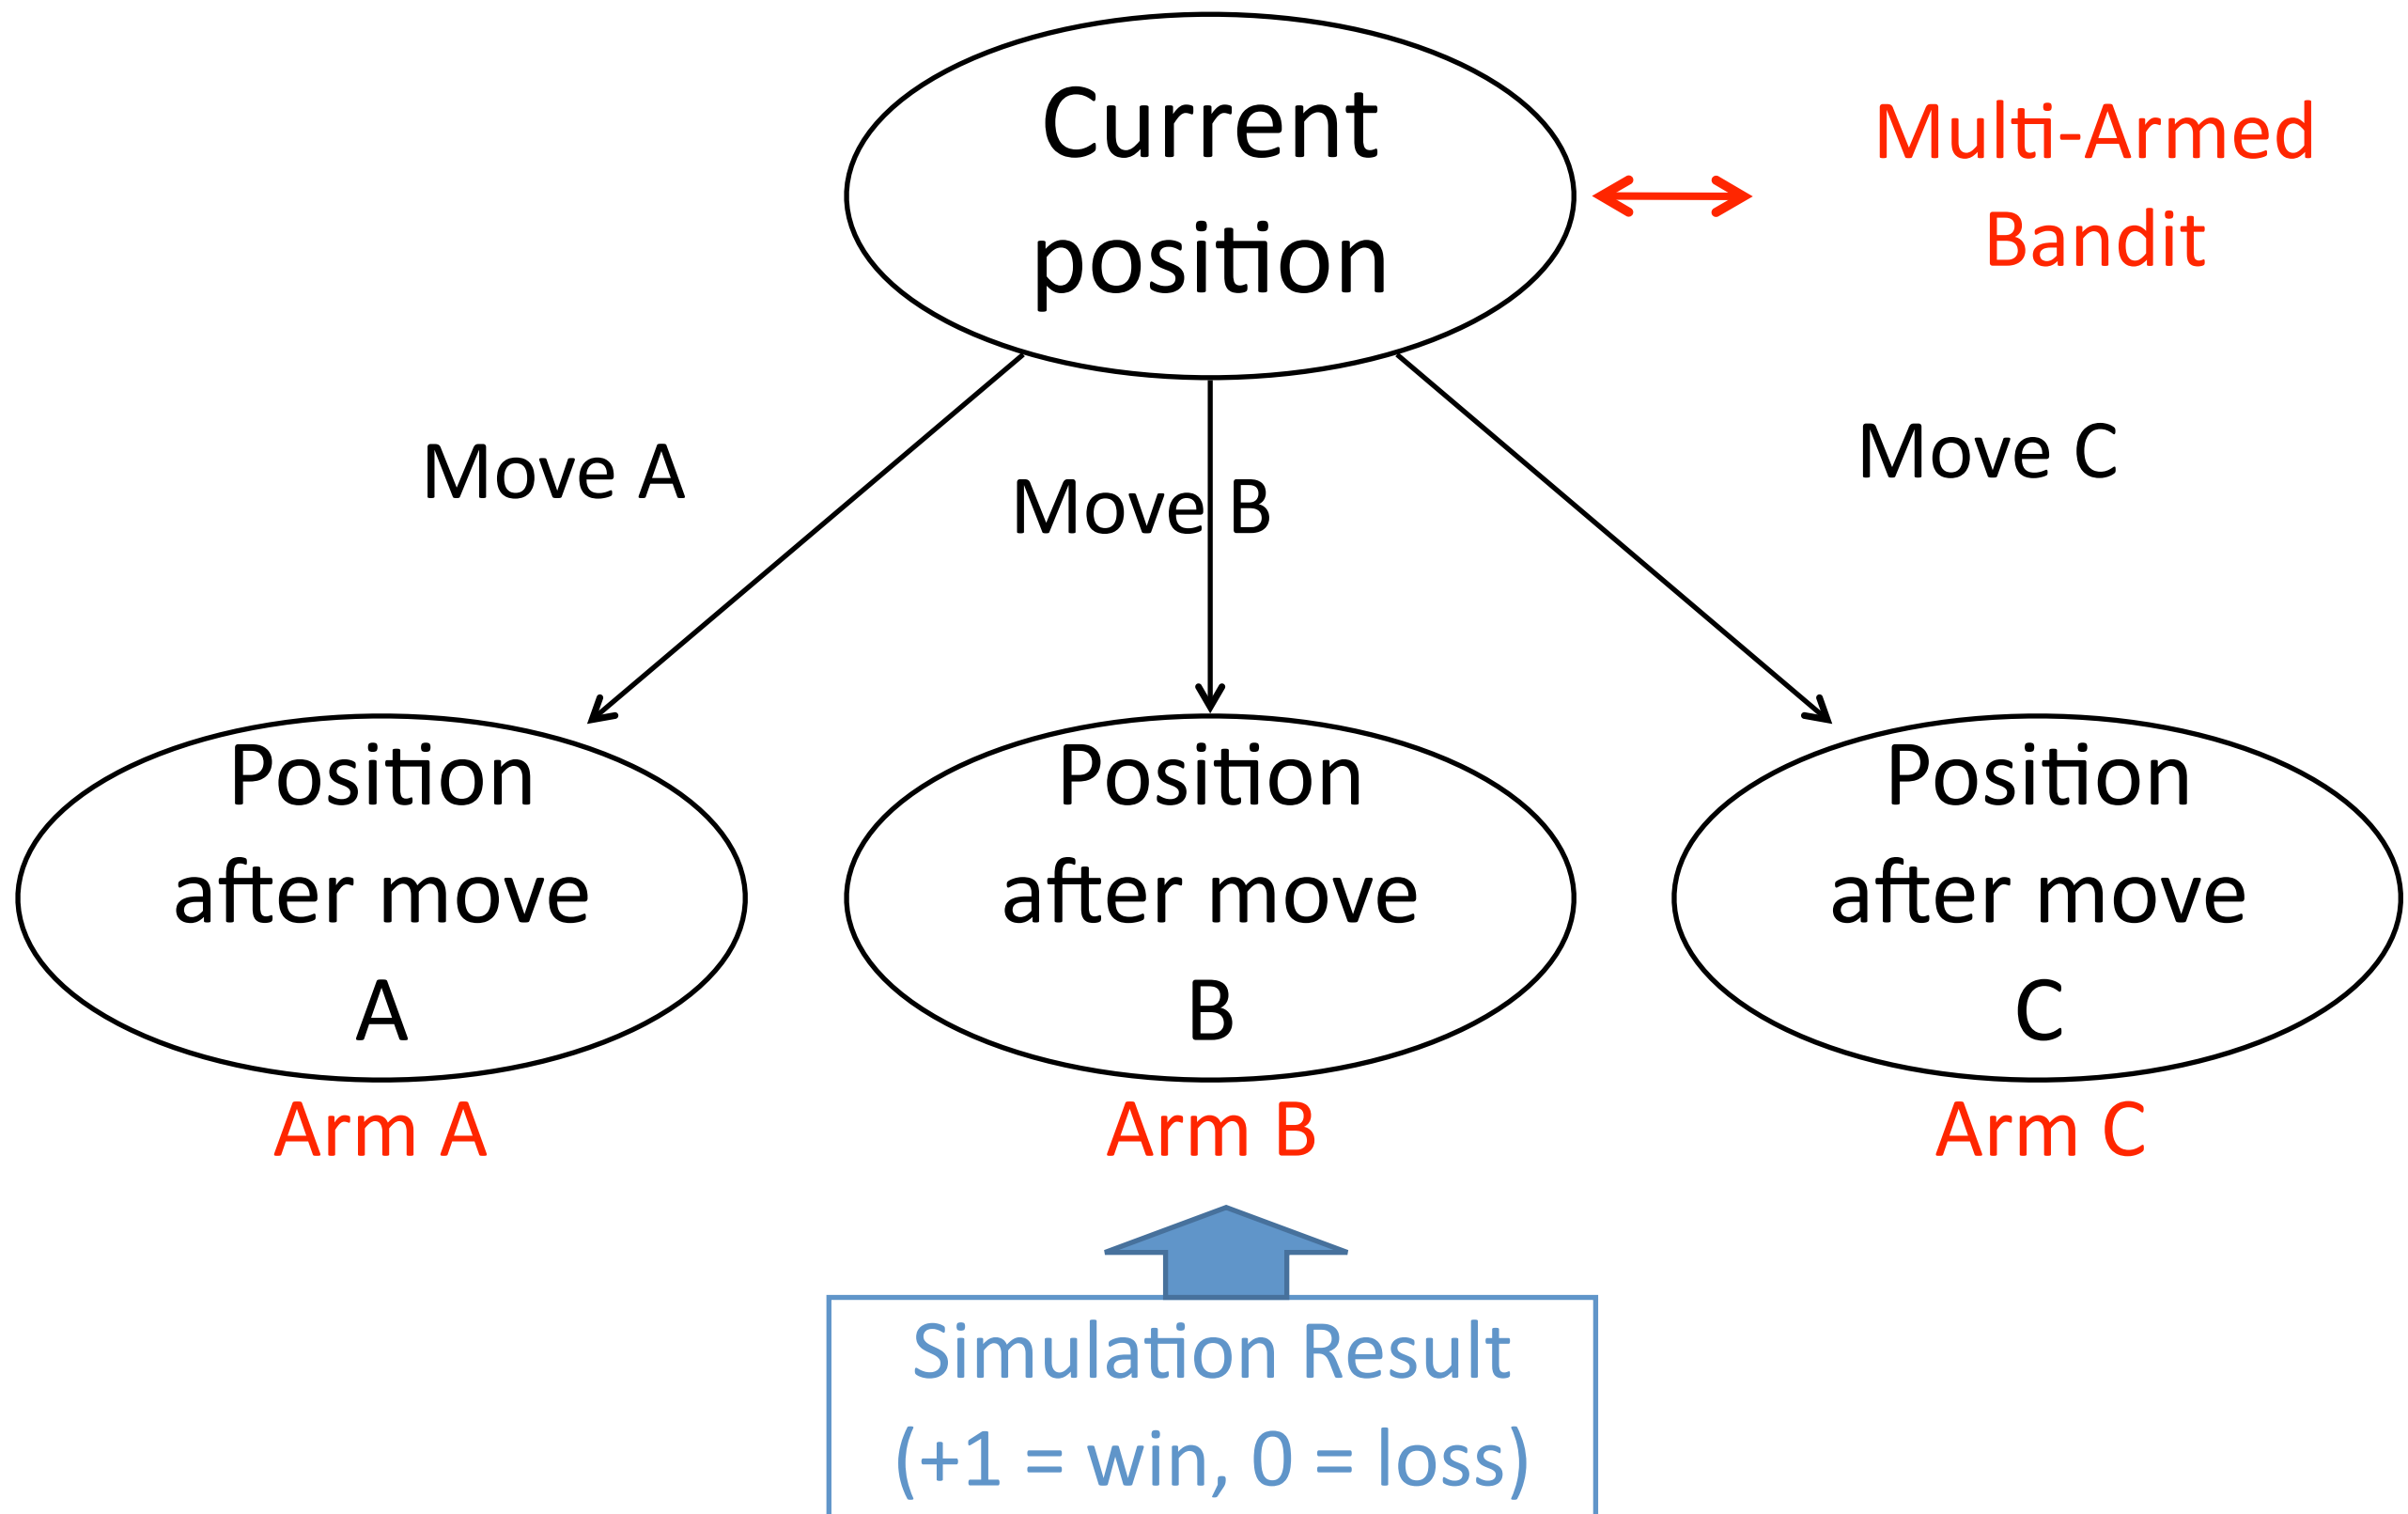 Current
position
Multi-Armed
Bandit
Move A
Move B
Move C
Position
after move
A
Position
after move
B
Position
after move
C
Arm A
Arm B
Arm C
Simulation Result
(+1 = win, 0 = loss)